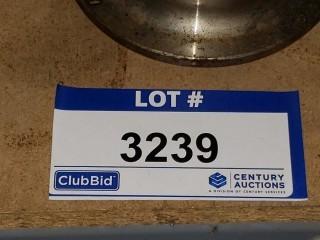 LOT #
3239
ClubBid
CENTURY
AUCTIONS
A DIVISION OF CENTURY SERVICES